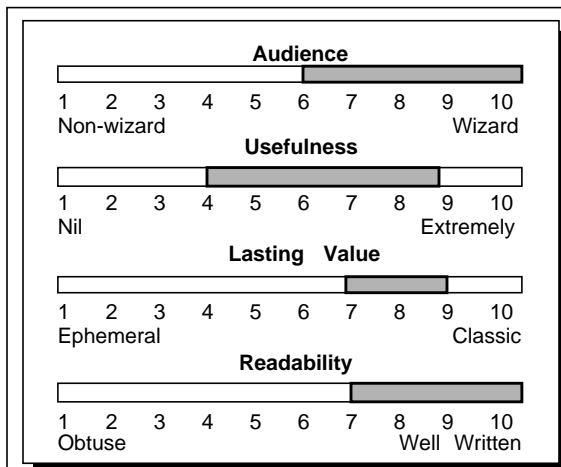 Audience
1 2 3 4 5 6 7 8 9 10
Non-wizard Wizard
Usefulness
1 2 3 4 5 6 7 8 9 10
Nil Extremely
Lasting Value
1 2 3 4 5 6 7 8 9 10
Ephemeral Classic
Readability
1 2 3 4 5 6 7 8 9 10
Obtuse Well Written